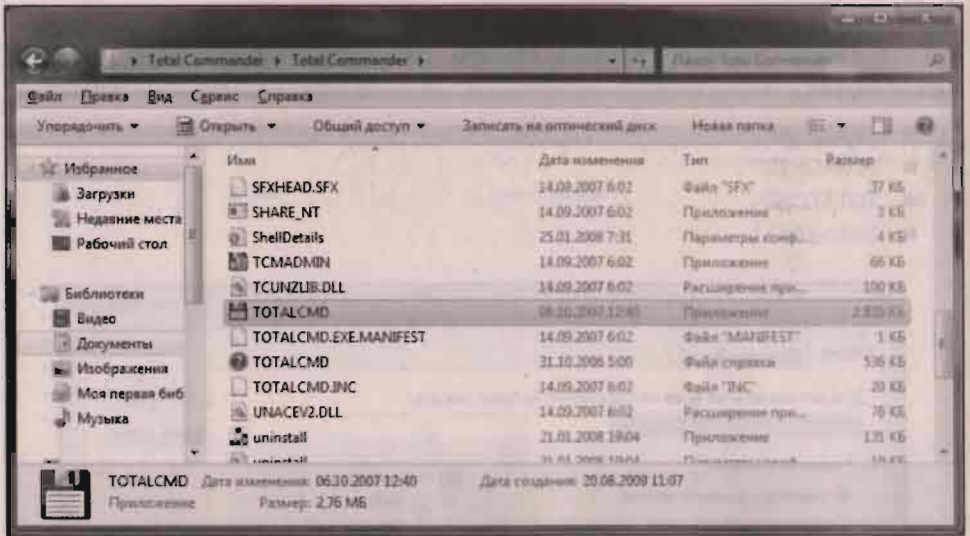 Total Commander ▸ Total Commander ▸
Файл Правка Вид Сервис Справка
Упорядочить Открыть Общий доступ Записать на оптический диск Новая папка
Имя Дата изменения Тип Размер
Избранное
Загрузки
Недавние места
Рабочий стол
Библиотеки
Видео
Документы
Изображения
Моя первая биб
Музыка
SFXHEAD.SFX 14.09.2007 6:02 Файл "SFX" 37 КБ
SHARE_NT 14.09.2007 6:02 Приложение 3 КБ
ShellDetails 25.01.2008 7:31 Параметры конф... 4 КБ
TCMADMIN 14.09.2007 6:02 Приложение 66 КБ
TCUNZLIB.DLL 14.09.2007 6:02 Расширение при... 100 КБ
TOTALCMD 06.10.2007 12:40 Приложение КБ
TOTALCMD.EXE.MANIFEST 14.09.2007 6:02 Файл "MANIFEST" 1 КБ
TOTALCMD 31.10.2006 5:00 Файл справки 536 КБ
TOTALCMD.INC 14.09.2007 6:02 Файл "INC" 20 КБ
UNACEV2.DLL 14.09.2007 6:02 Расширение при... 76 КБ
uninstall 21.01.2008 19:04 Приложение 131 КБ
TOTALCMD Дата изменения: 06.10.2007 12:40 Дата создания: 20.08.2009 11:07
Приложение Размер: 2,76 МБ